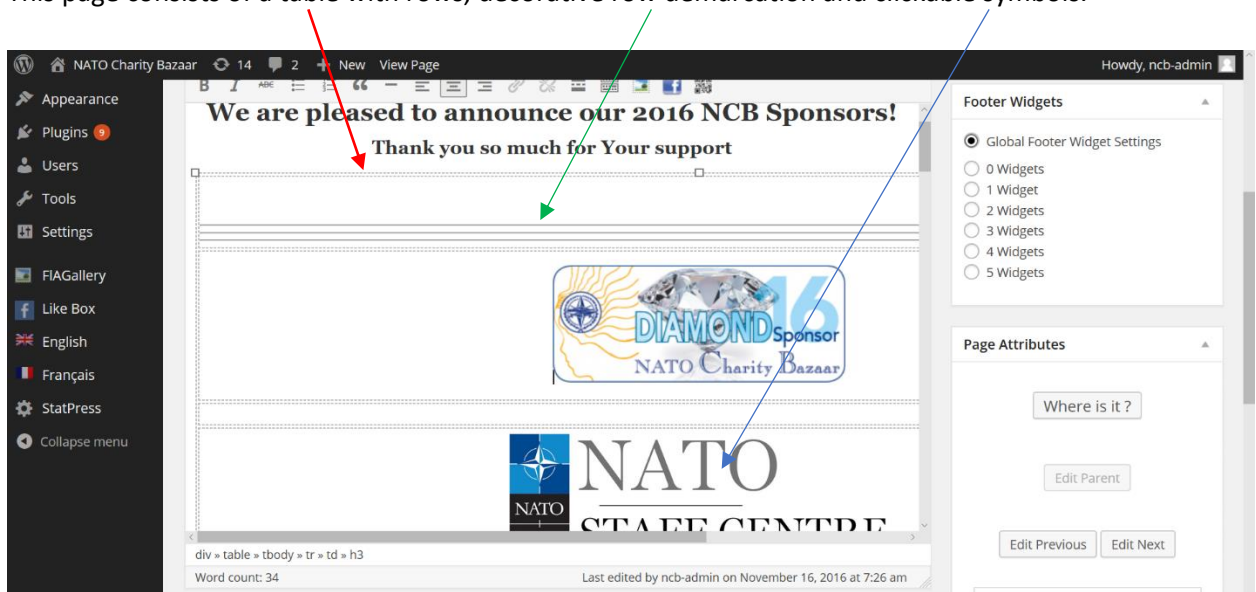 This page consists of a table with rows, decorative row demarcation and clickable symbols.
NATO Charity Bazaar 14 2 + New View Page
Howdy, ncb-admin
Appearance
Plugins 9
Users
Tools
Settings
FlAGallery
Like Box
English
Français
StatPress
Collapse menu
B I ABC
We are pleased to announce our 2016 NCB Sponsors!
Thank you so much for Your support
16
DIAMOND Sponsor
NATO Charity Bazaar
NATO
NATO
STAFF CENTRE
div » table » tbody » tr » td » h3
Word count: 34
Last edited by ncb-admin on November 16, 2016 at 7:26 am
Footer Widgets
Global Footer Widget Settings
0 Widgets
1 Widget
2 Widgets
3 Widgets
4 Widgets
5 Widgets
Page Attributes
Where is it ?
Edit Parent
Edit Previous Edit Next